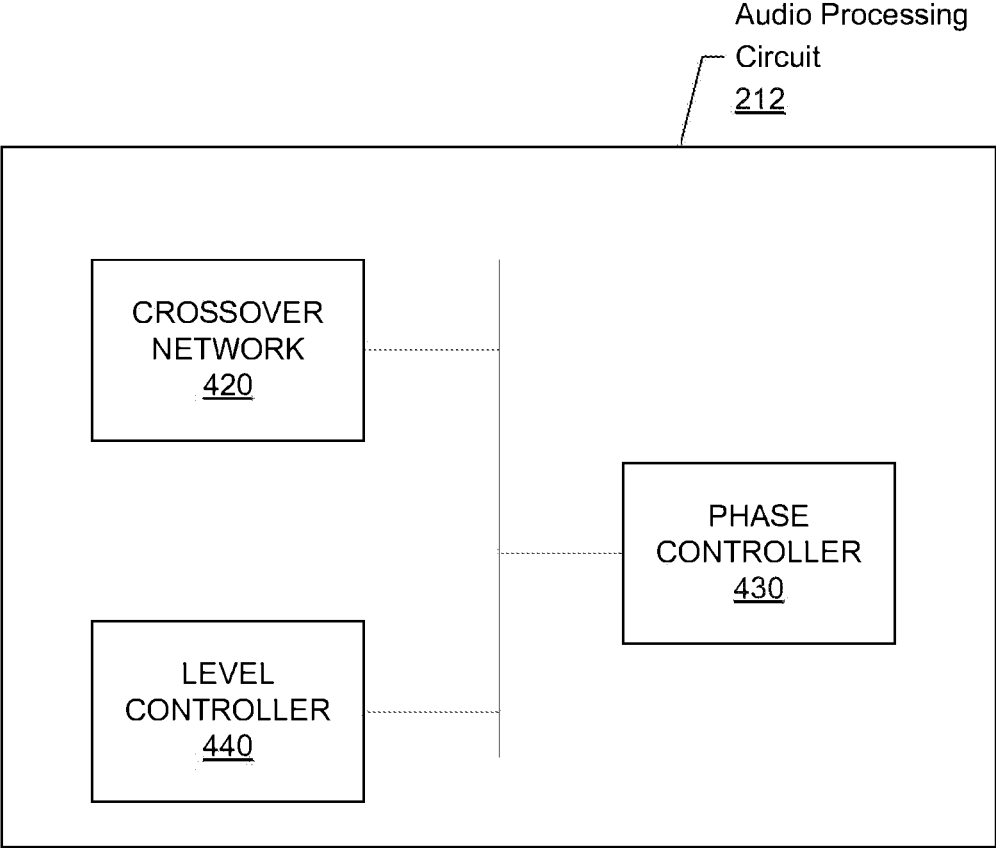 Audio Processing
Circuit
212
CROSSOVER
NETWORK
420
PHASE
CONTROLLER
430
LEVEL
CONTROLLER
440